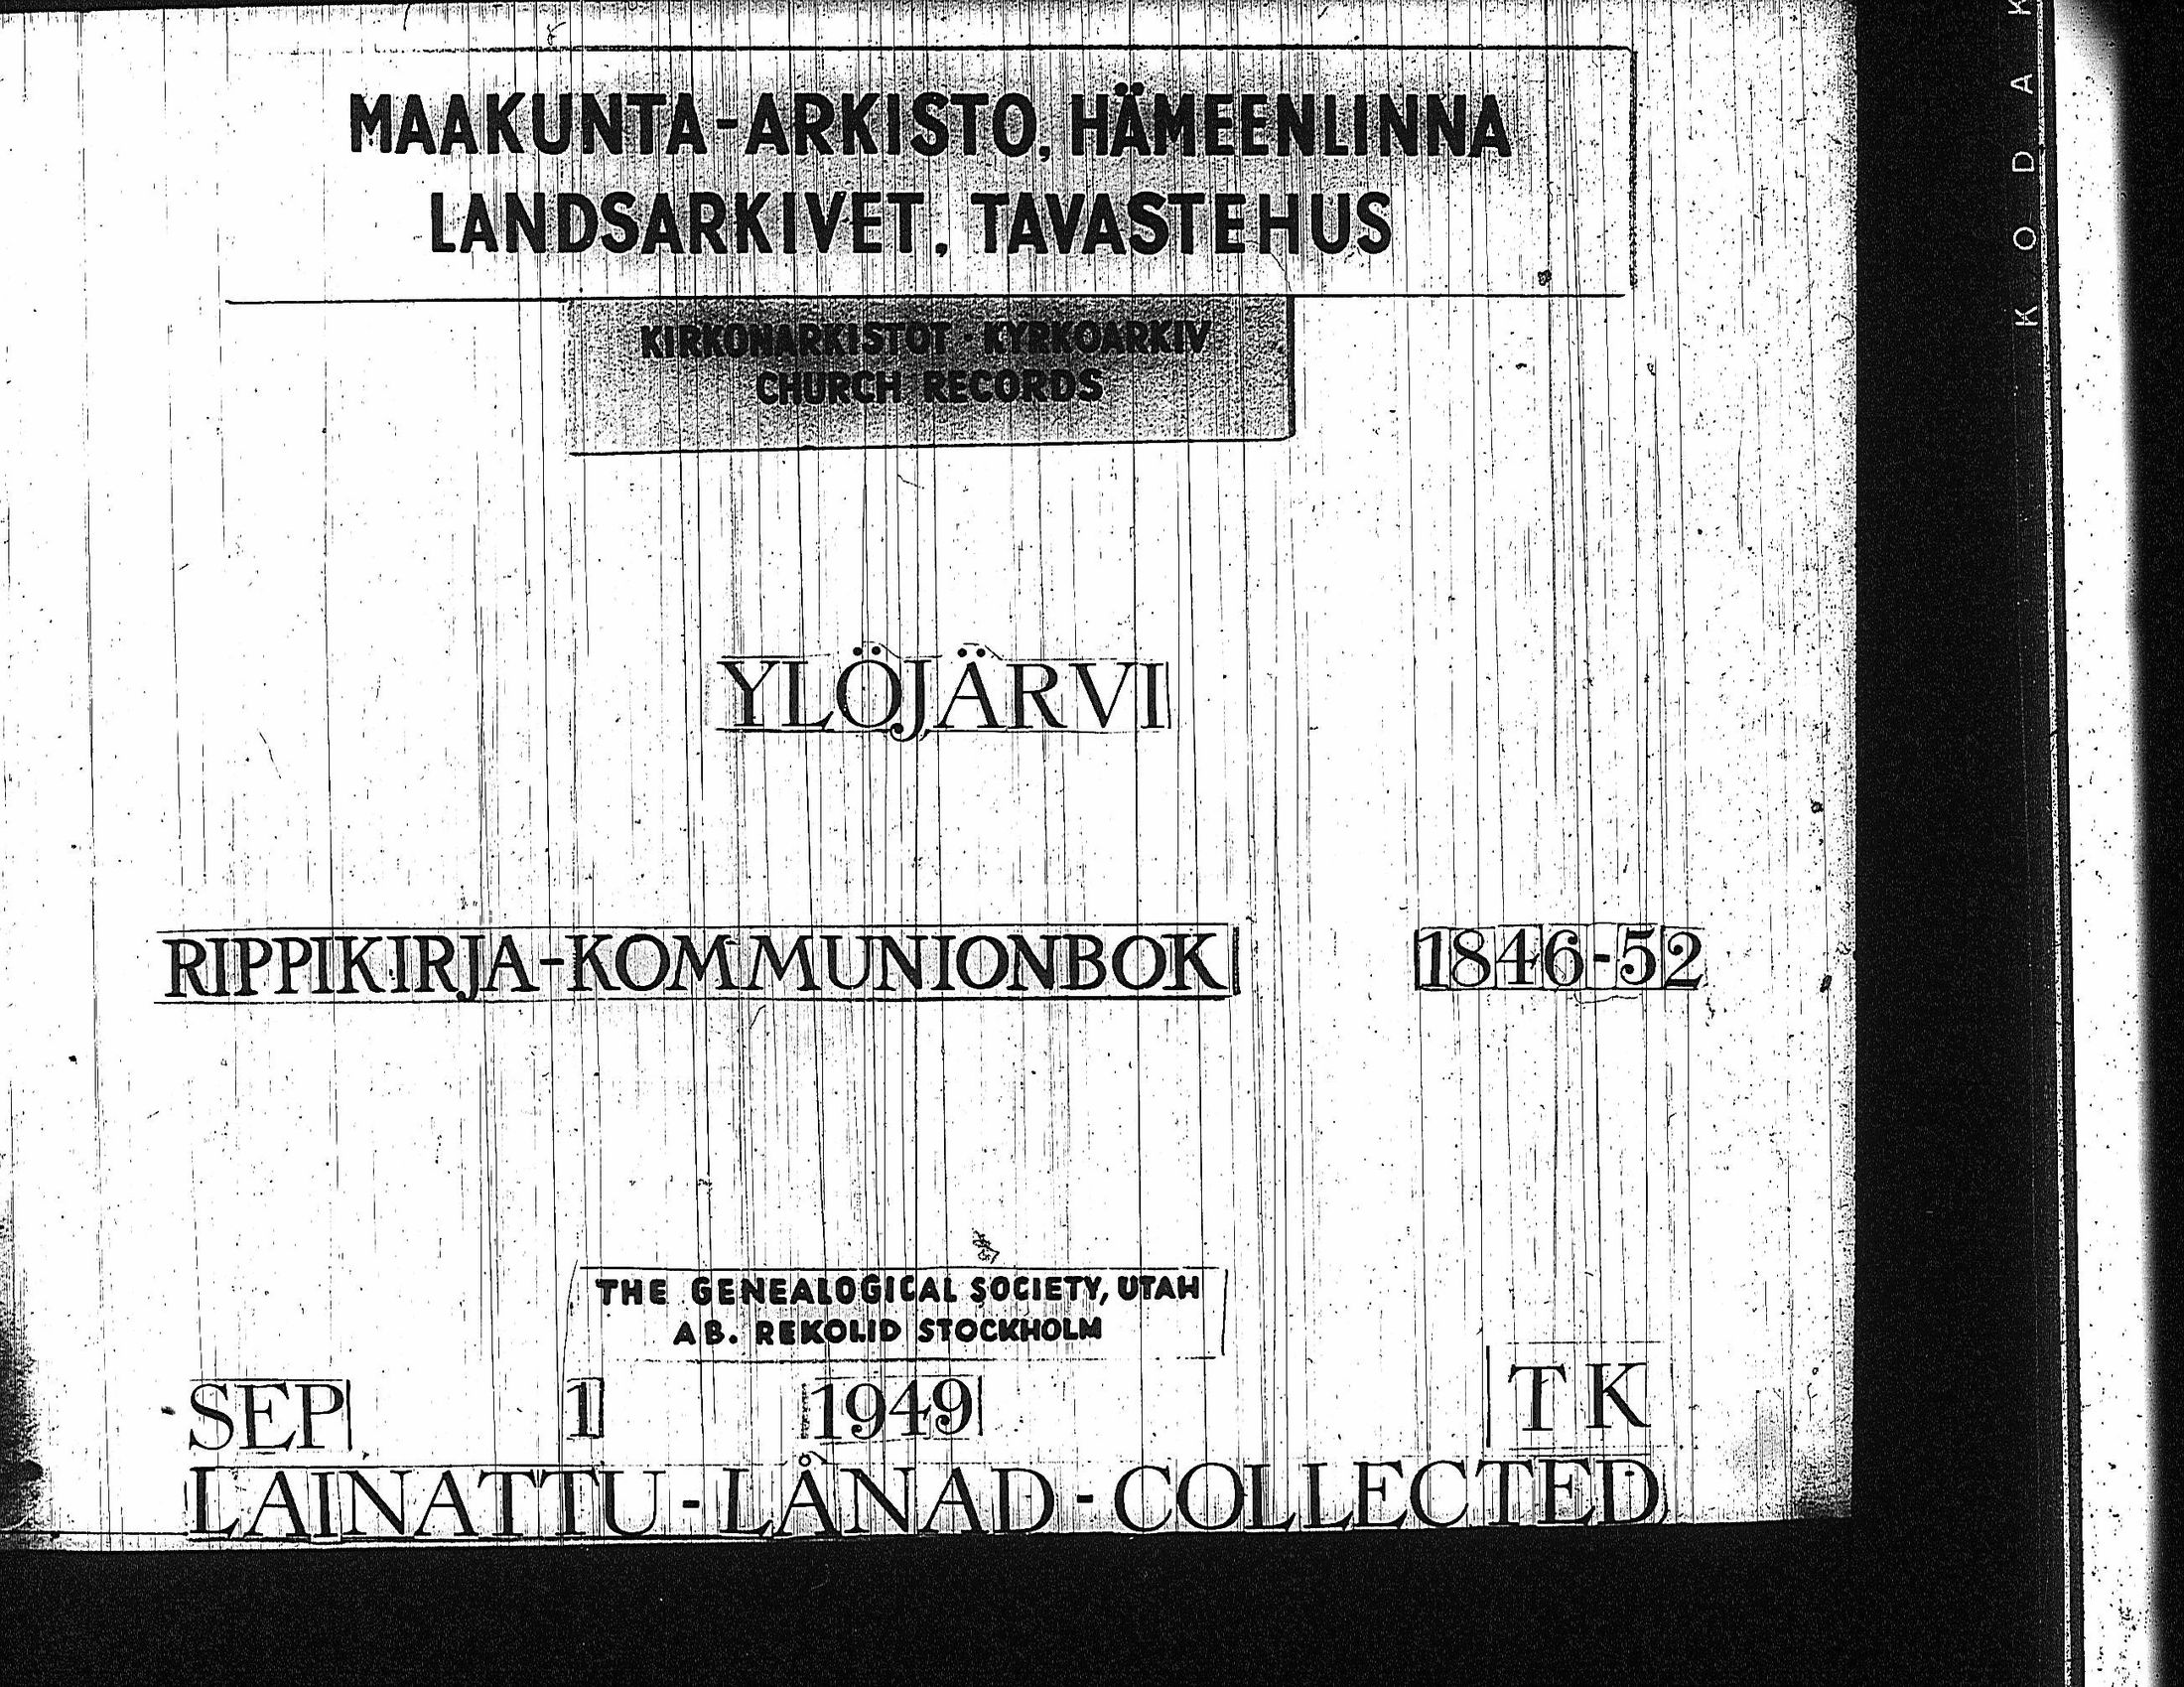 MAAKUNTA-ARKISTO, HÄMEENLINNA
LANDSARKIVET, TAVASTEHUS
KIRKONARKISTOT - KYRKOARKIV
CHURCH RECORDS
YLÖJÄRVI
RIPPIKIRJA-KOMMUNIONBOK 1846-52
THE GENEALOGICAL SOCIETY, UTAH
AB. REKOLID STOCKHOLM
SEP 1 1949 TK
LAINATTU-LÅNAD-COLLECTED
KODAK